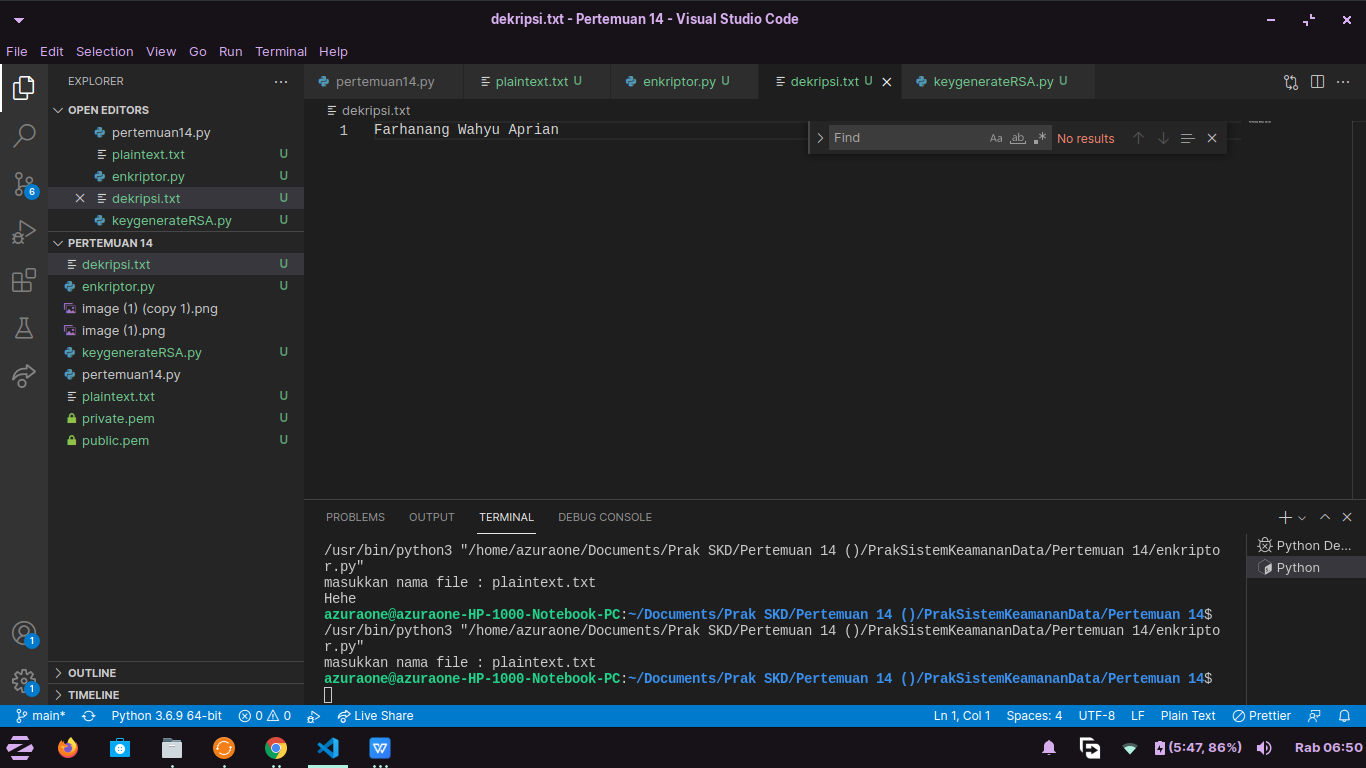 dekripsi.txt - Pertemuan 14 - Visual Studio Code
File Edit Selection View Go Run Terminal Help
EXPLORER
pertemuan14.py
plaintext.txt U
enkriptor.py U
dekripsi.txt U
keygenerateRSA.py U
OPEN EDITORS
pertemuan14.py
plaintext.txt U
enkriptor.py U
dekripsi.txt U
keygenerateRSA.py U
PERTEMUAN 14
dekripsi.txt U
enkriptor.py U
image (1) (copy 1).png
image (1).png
keygenerateRSA.py U
pertemuan14.py
plaintext.txt U
private.pem U
public.pem U
OUTLINE
TIMELINE
6
1
1
dekripsi.txt
1 Farhanang Wahyu Aprian
Find Aa ab No results
PROBLEMS OUTPUT TERMINAL DEBUG CONSOLE
/usr/bin/python3 "/home/azuraone/Documents/Prak SKD/Pertemuan 14 ()/PrakSistemKeamananData/Pertemuan 14/enkripto
r.py"
masukkan nama file : plaintext.txt
Hehe
azuraone@azuraone-HP-1000-Notebook-PC:~/Documents/Prak SKD/Pertemuan 14 ()/PrakSistemKeamananData/Pertemuan 14$
/usr/bin/python3 "/home/azuraone/Documents/Prak SKD/Pertemuan 14 ()/PrakSistemKeamananData/Pertemuan 14/enkripto
r.py"
masukkan nama file : plaintext.txt
azuraone@azuraone-HP-1000-Notebook-PC:~/Documents/Prak SKD/Pertemuan 14 ()/PrakSistemKeamananData/Pertemuan 14$
Python De...
Python
main* Python 3.6.9 64-bit 0 0 Live Share Ln 1, Col 1 Spaces: 4 UTF-8 LF Plain Text Prettier
(5:47, 86%) Rab 06:50